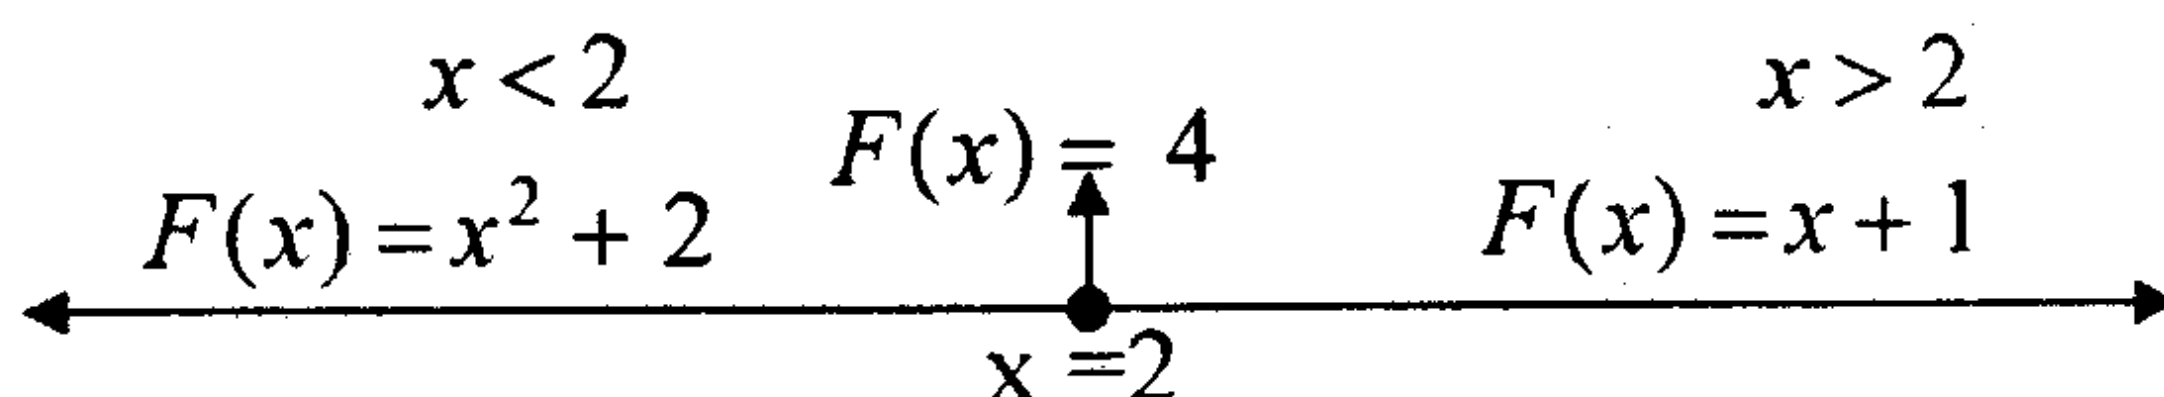 x < 2
x > 2
F(x) = 4
F(x) = x² + 2
F(x) = x + 1
x = 2